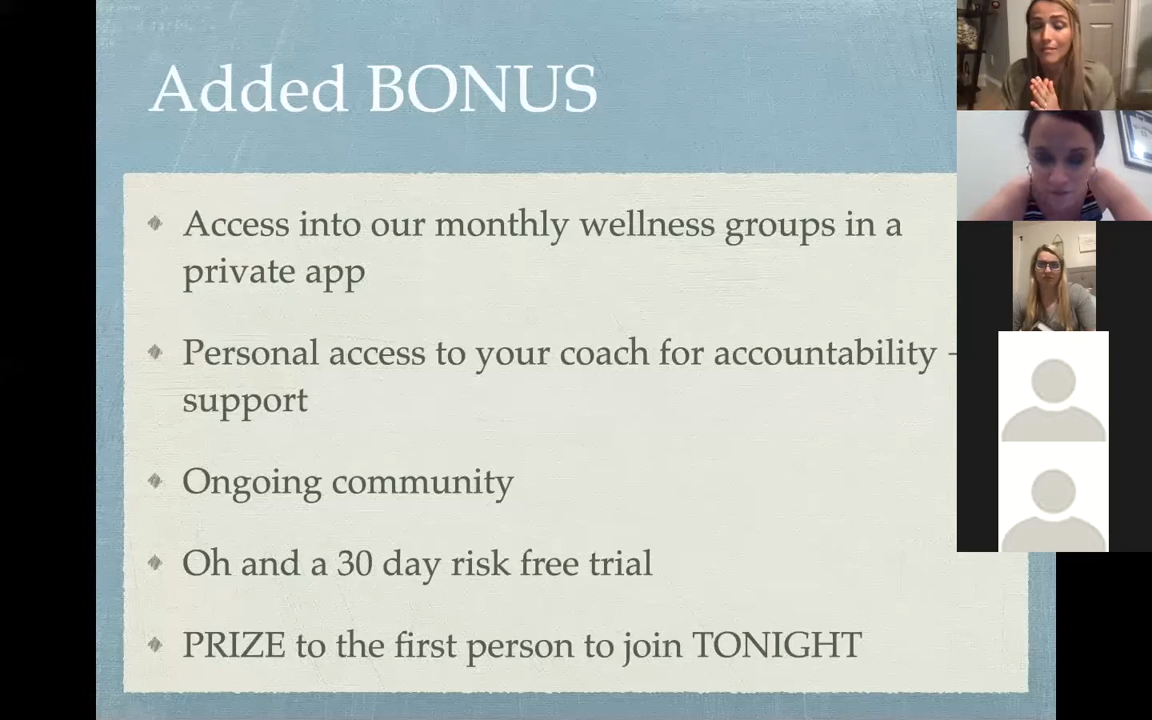 Added BONUS
Access into our monthly wellness groups in a
private app
Personal access to your coach for accountability -
support
Ongoing community
Oh and a 30 day risk free trial
PRIZE to the first person to join TONIGHT